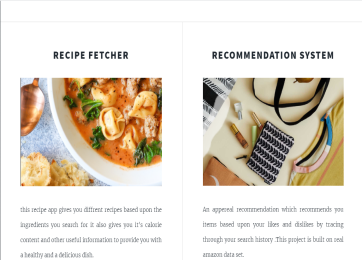 RECIPE FETCHER
this recipe app gives you diffrent recipes based upon the
ingredients you search for it also gives you it's calorie
content and other useful information to provide you with
a healthy and a delicious dish.
RECOMMENDATION SYSTEM
An appereal recommendation which recommends you
items based upon your likes and dislikes by tracing
through your search history .This project is built on real
amazon data set.